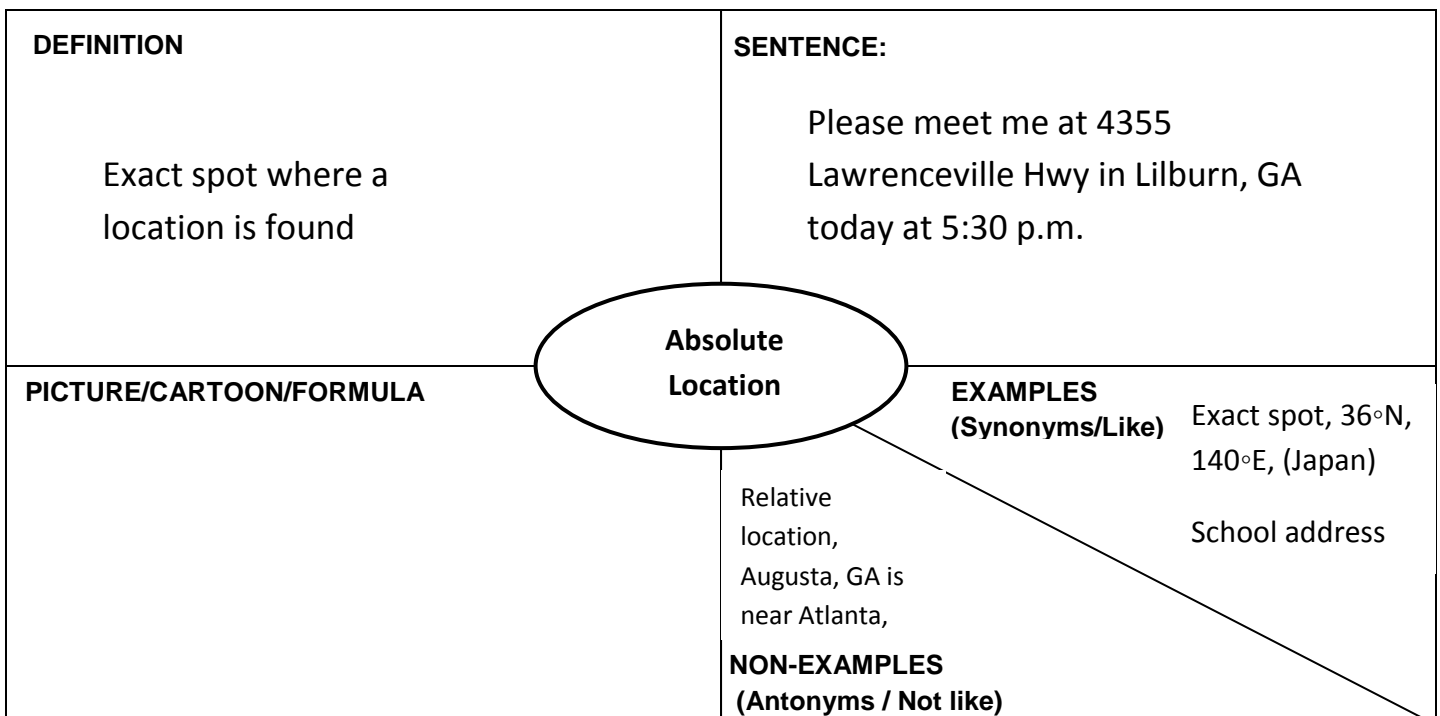 DEFINITION
Exact spot where a
location is found
SENTENCE:
Please meet me at 4355
Lawrenceville Hwy in Lilburn, GA
today at 5:30 p.m.
Absolute
Location
PICTURE/CARTOON/FORMULA
EXAMPLES
(Synonyms/Like)
Exact spot, 36◦N,
140◦E, (Japan)
School address
Relative
location,
Augusta, GA is
near Atlanta,
NON-EXAMPLES
(Antonyms / Not like)